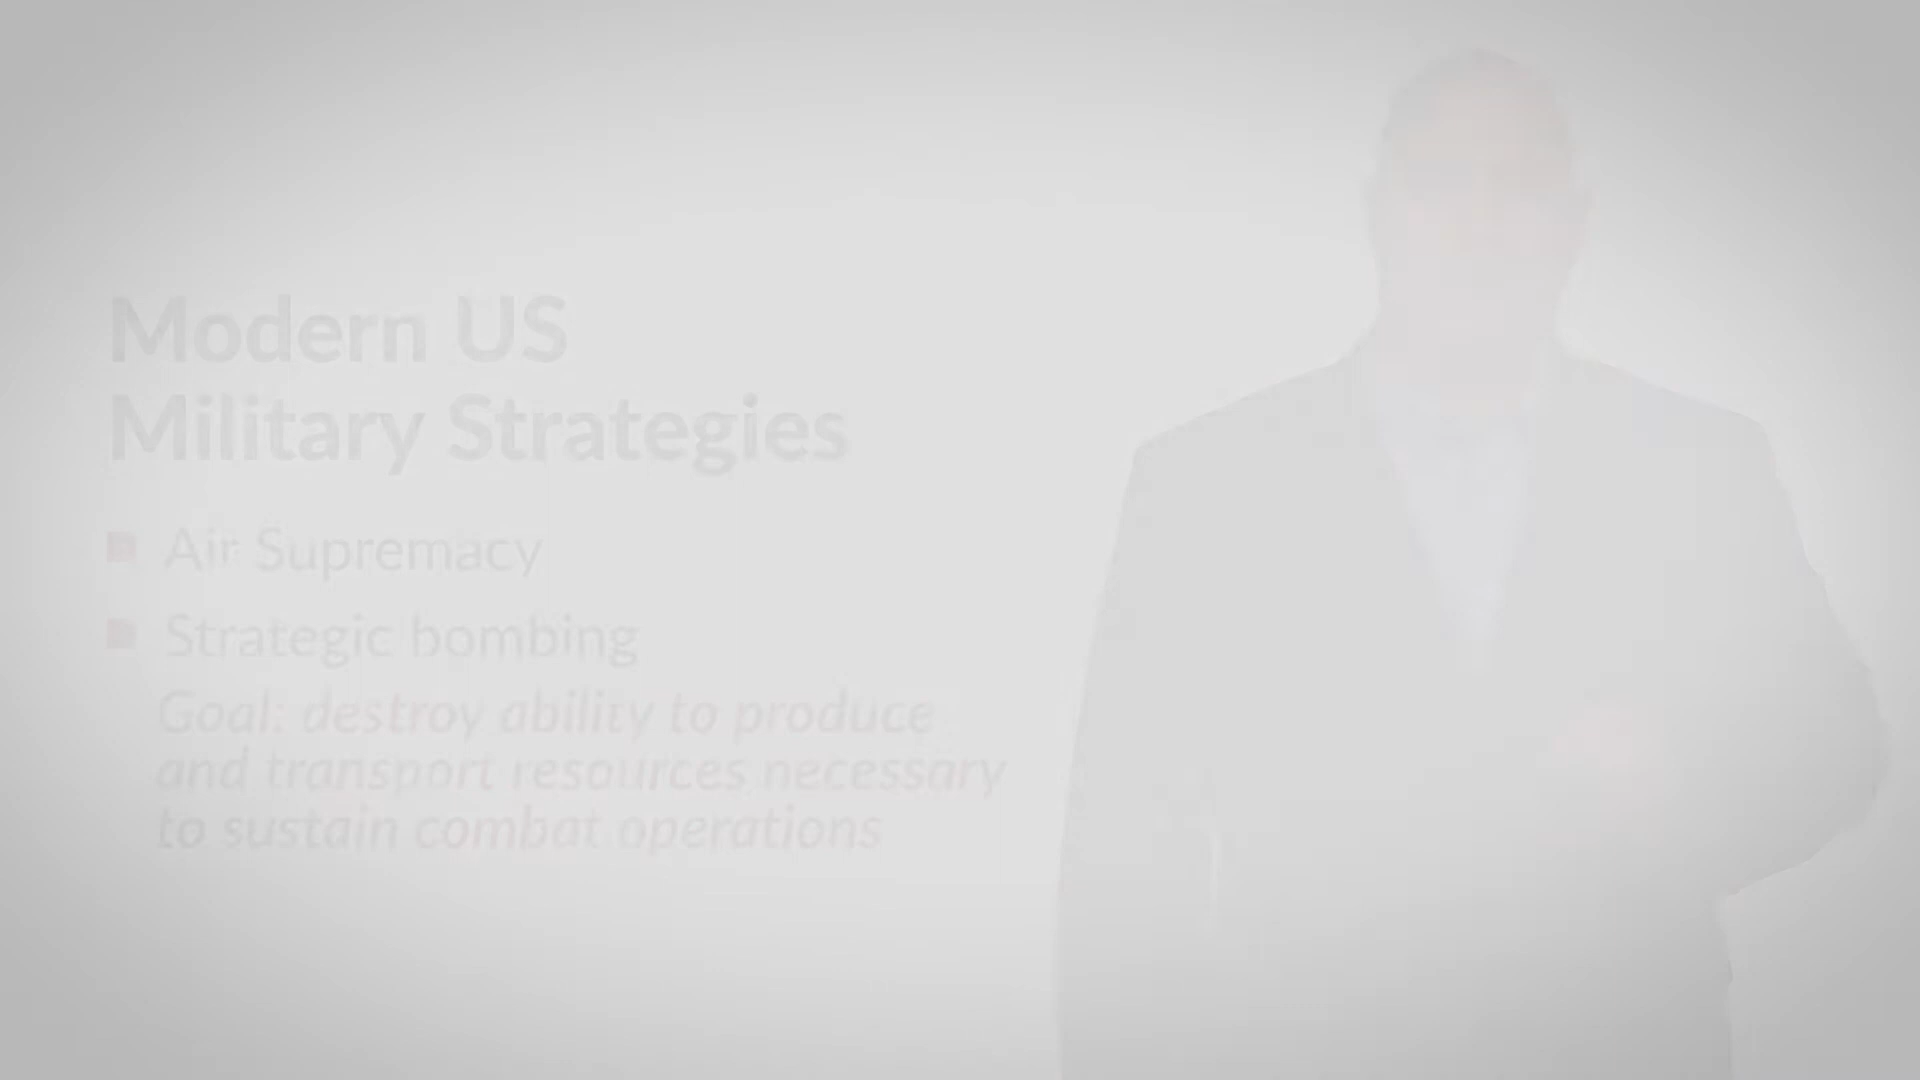 Modern US
Military Strategies
Air Supremacy
Strategic bombing
Goal: destroy ability to produce
and transport resources necessary
to sustain combat operations